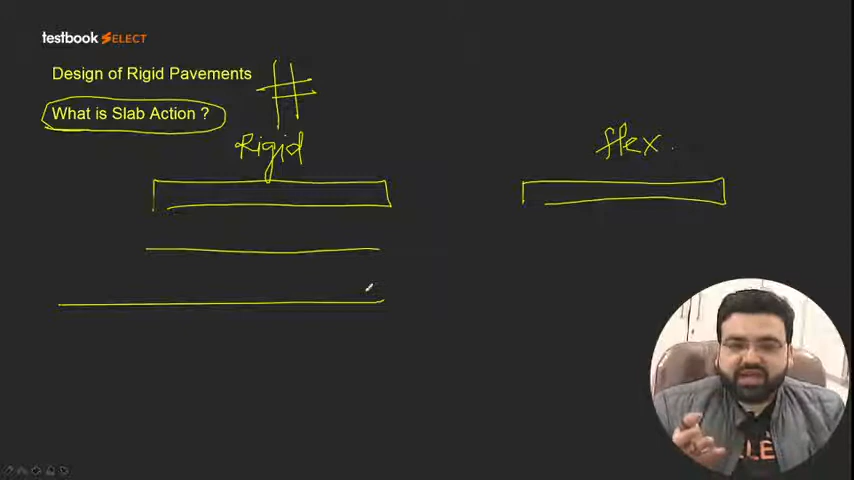 testbook SELECT
Design of Rigid Pavements
What is Slab Action ?
Rigid
flex.